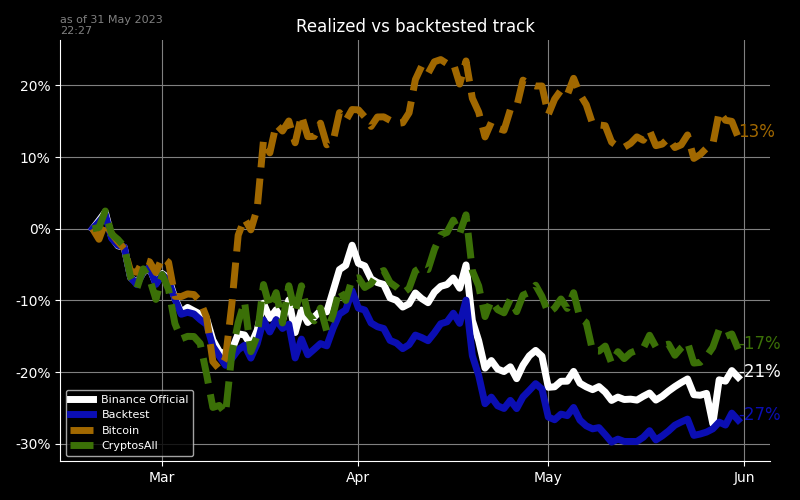 as of 31 May 2023
22:27
Realized vs backtested track
20%
10%
0%
-10%
-20%
-30%
13%
-17%
-21%
-27%
Binance Official
Backtest
Bitcoin
CryptosAll
Mar
Apr
May
Jun